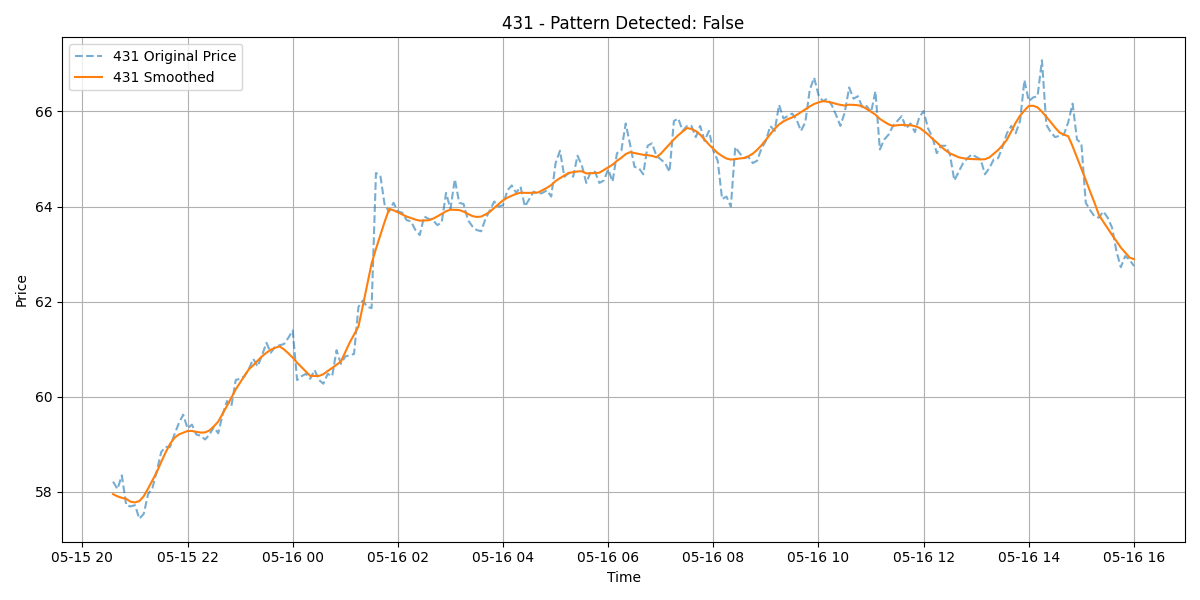 431 - Pattern Detected: False
431 Original Price
431 Smoothed
Price
66
64
62
60
58
05-15 20 05-15 22 05-16 00 05-16 02 05-16 04 05-16 06 05-16 08 05-16 10 05-16 12 05-16 14 05-16 16
Time